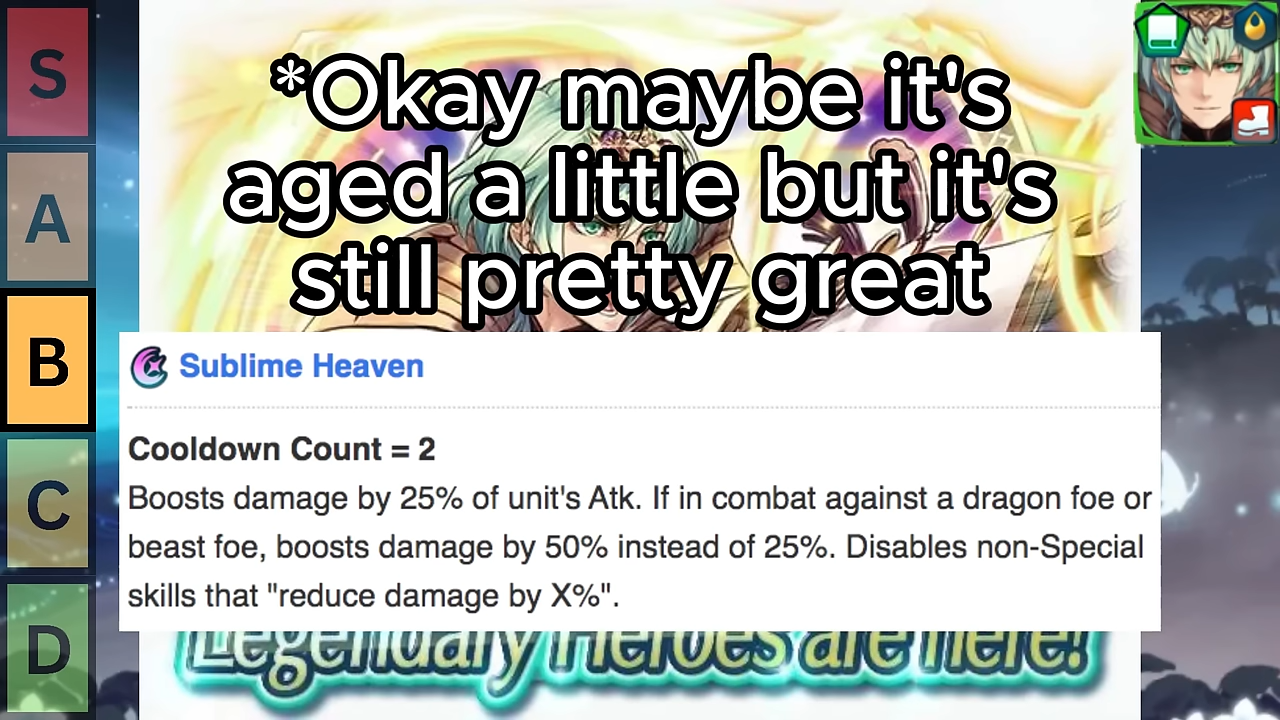 S
A
B
C
D
*Okay maybe it's
aged a little but it's
still pretty great
Sublime Heaven
Cooldown Count = 2
Boosts damage by 25% of unit's Atk. If in combat against a dragon foe or
beast foe, boosts damage by 50% instead of 25%. Disables non-Special
skills that "reduce damage by X%".
Legendary Heroes are here!